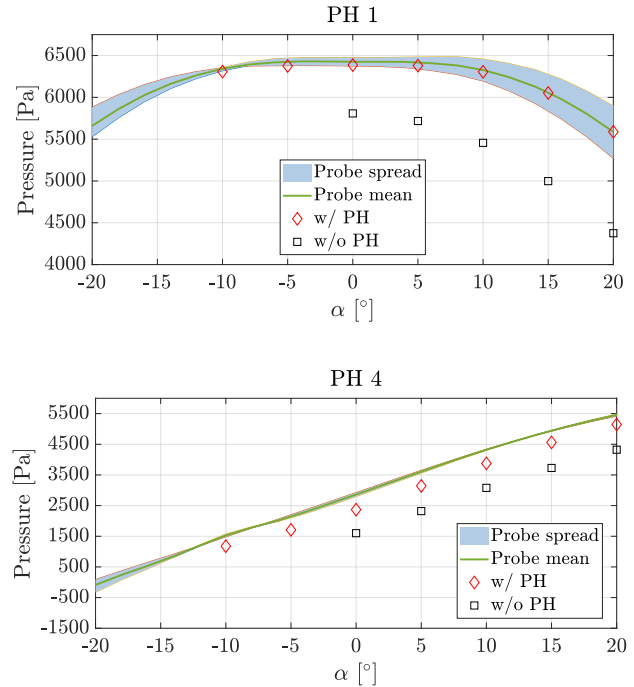 PH 1
6500
6000
5500
5000
4500
4000
Pressure [Pa]
Probe spread
Probe mean
w/ PH
w/o PH
-20 -15 -10 -5 0 5 10 15 20
α [°]
PH 4
5500
4500
3500
2500
1500
500
-500
-1500
Pressure [Pa]
Probe spread
Probe mean
w/ PH
w/o PH
-20 -15 -10 -5 0 5 10 15 20
α [°]